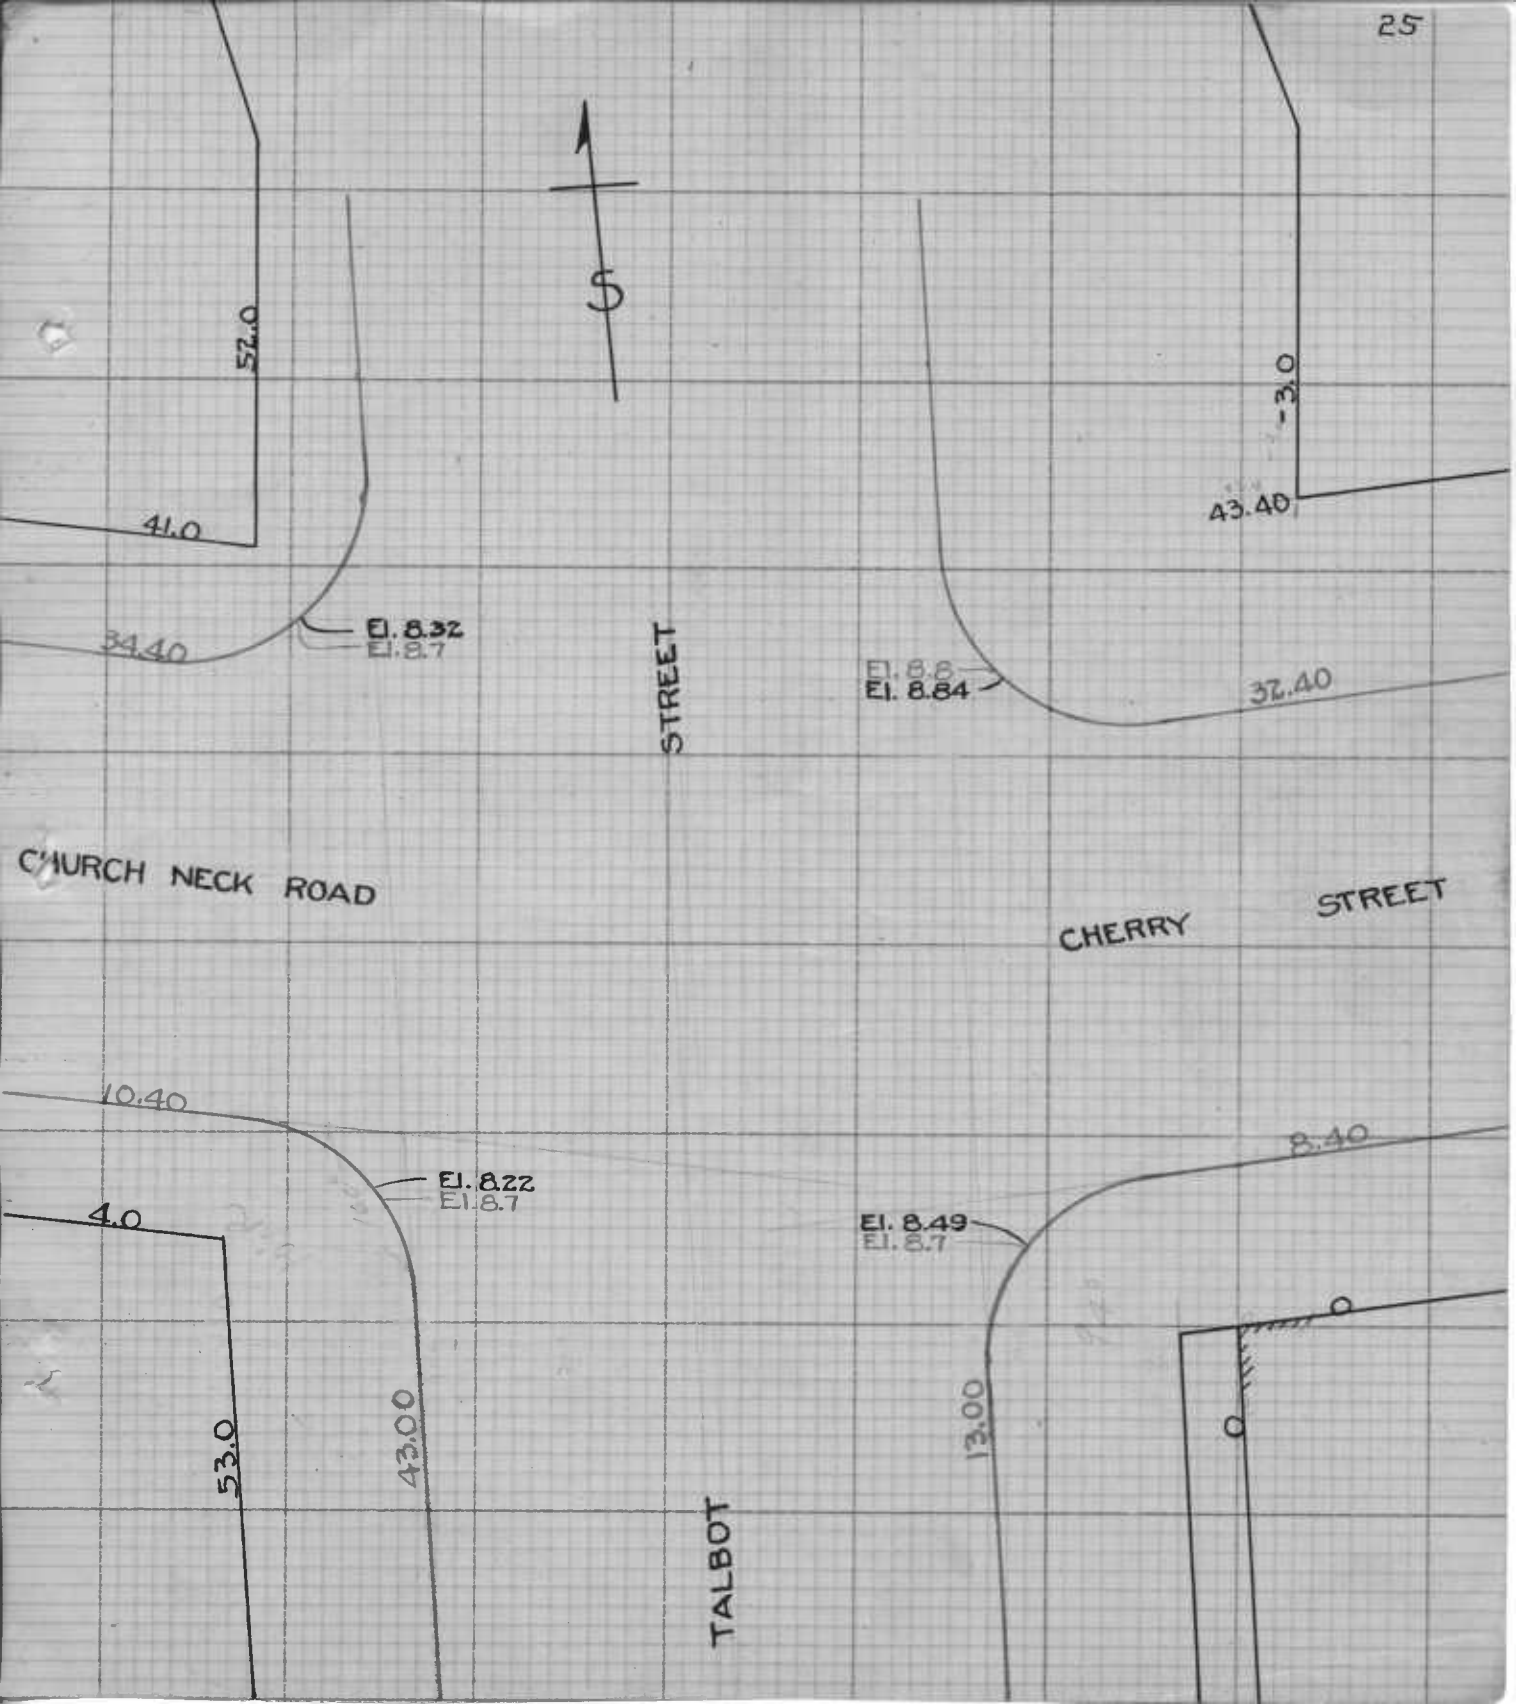 25
S
52.0
-3.0
43.40
41.0
34.40
El. 8.32
El. 8.7
STREET
El. 8.8
El. 8.84
32.40
CHURCH NECK ROAD
CHERRY STREET
10.40
8.40
El. 8.22
El. 8.7
4.0
El. 8.49
El. 8.7
O
O
53.0
43.00
13.00
TALBOT